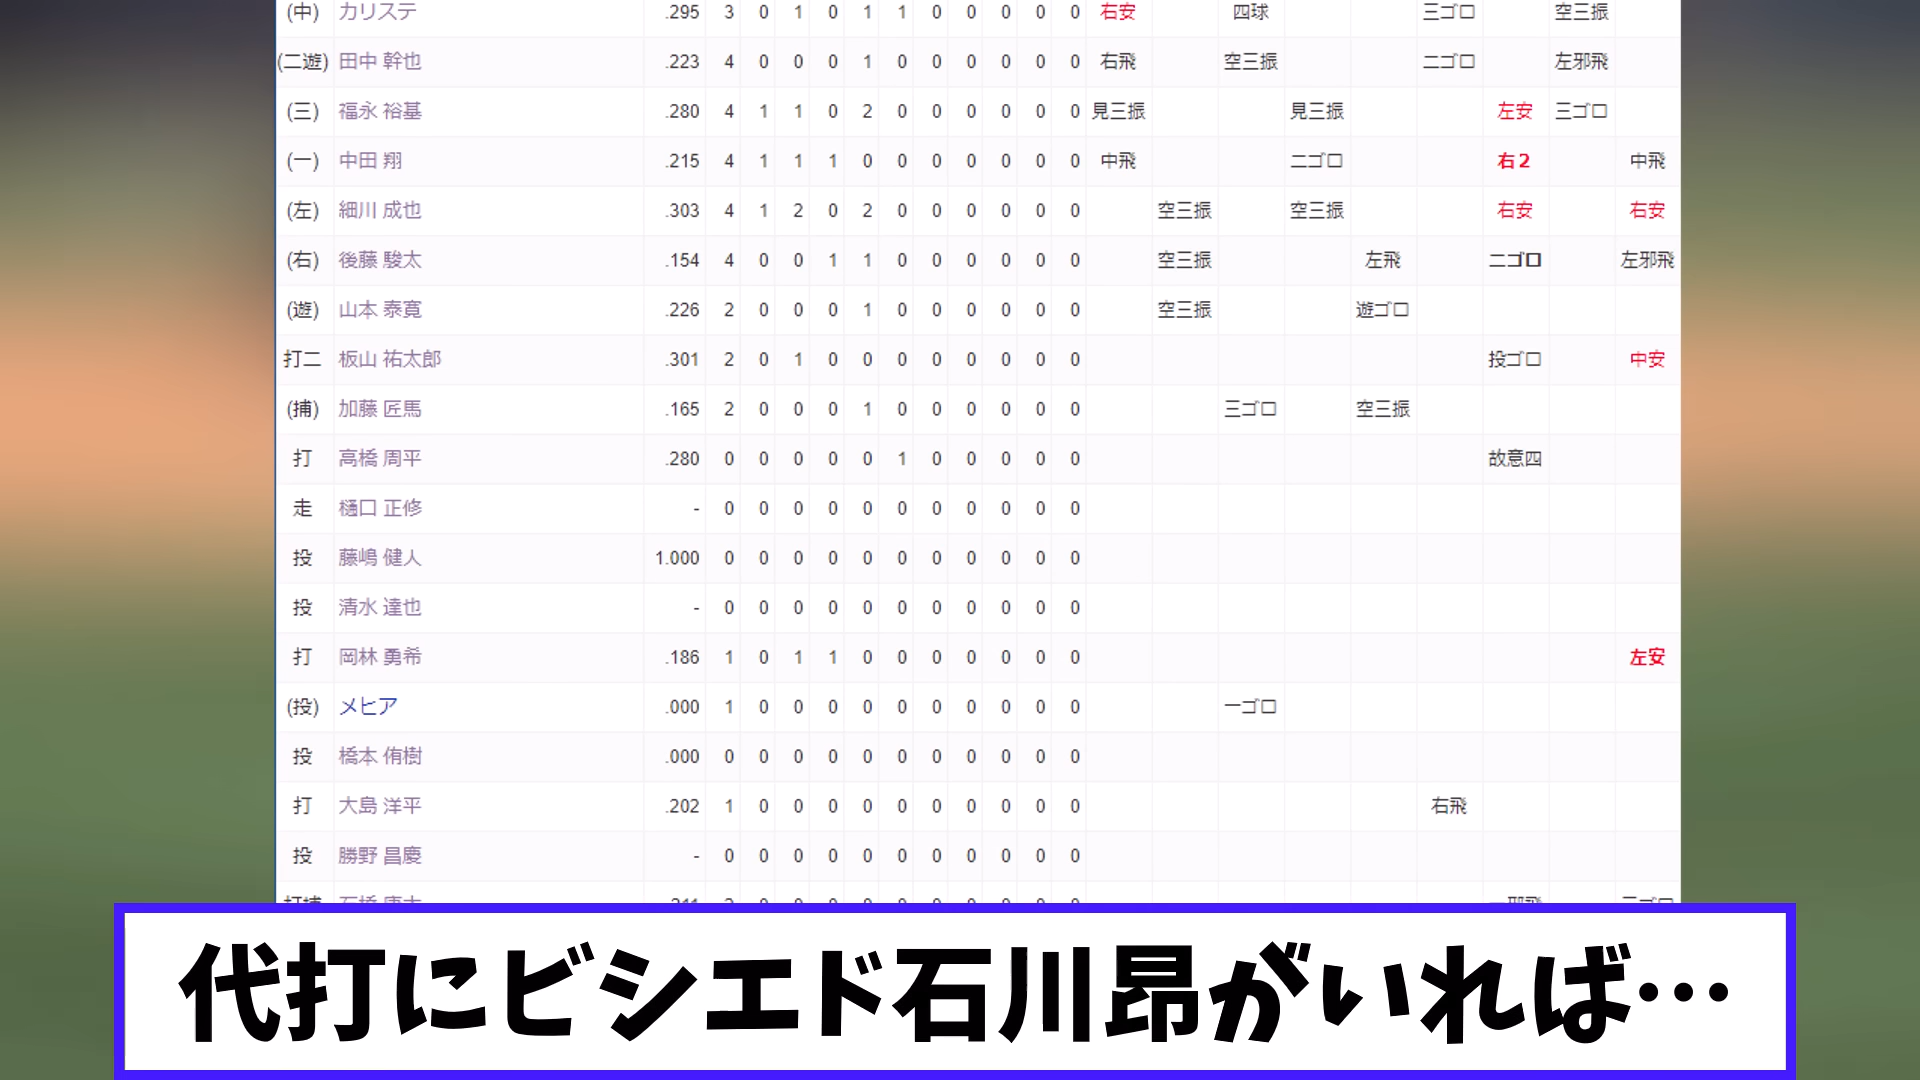 (中) カリステ .295 3 0 1 0 1 1 0 0 0 0 0 右安 四球 三ゴロ 空三振
(二遊) 田中 幹也 .223 4 0 0 0 1 0 0 0 0 0 0 右飛 空三振 二ゴロ 左邪飛
(三) 福永 裕基 .280 4 1 1 0 2 0 0 0 0 0 0 見三振 見三振 左安 三ゴロ
(一) 中田 翔 .215 4 1 1 1 0 0 0 0 0 0 0 中飛 二ゴロ 右2 中飛
(左) 細川 成也 .303 4 1 2 0 2 0 0 0 0 0 0 空三振 空三振 右安 右安
(右) 後藤 駿太 .154 4 0 0 1 1 0 0 0 0 0 0 空三振 左飛 二ゴロ 左邪飛
(遊) 山本 泰寛 .226 2 0 0 0 1 0 0 0 0 0 0 空三振 遊ゴロ
打二 板山 祐太郎 .301 2 0 1 0 0 0 0 0 0 0 0 投ゴロ 中安
(捕) 加藤 匠馬 .165 2 0 0 0 1 0 0 0 0 0 0 三ゴロ 空三振
打 高橋 周平 .280 0 0 0 0 0 1 0 0 0 0 0 故意四
走 樋口 正修 - 0 0 0 0 0 0 0 0 0 0 0
投 藤嶋 健人 1.000 0 0 0 0 0 0 0 0 0 0 0
投 清水 達也 - 0 0 0 0 0 0 0 0 0 0 0
打 岡林 勇希 .186 1 0 1 1 0 0 0 0 0 0 0 左安
(投) メヒア .000 1 0 0 0 0 0 0 0 0 0 0 一ゴロ
投 橋本 侑樹 .000 0 0 0 0 0 0 0 0 0 0 0
打 大島 洋平 .202 1 0 0 0 0 0 0 0 0 0 0 右飛
投 勝野 昌慶 - 0 0 0 0 0 0 0 0 0 0 0
代打にビシエド石川昂がいれば…